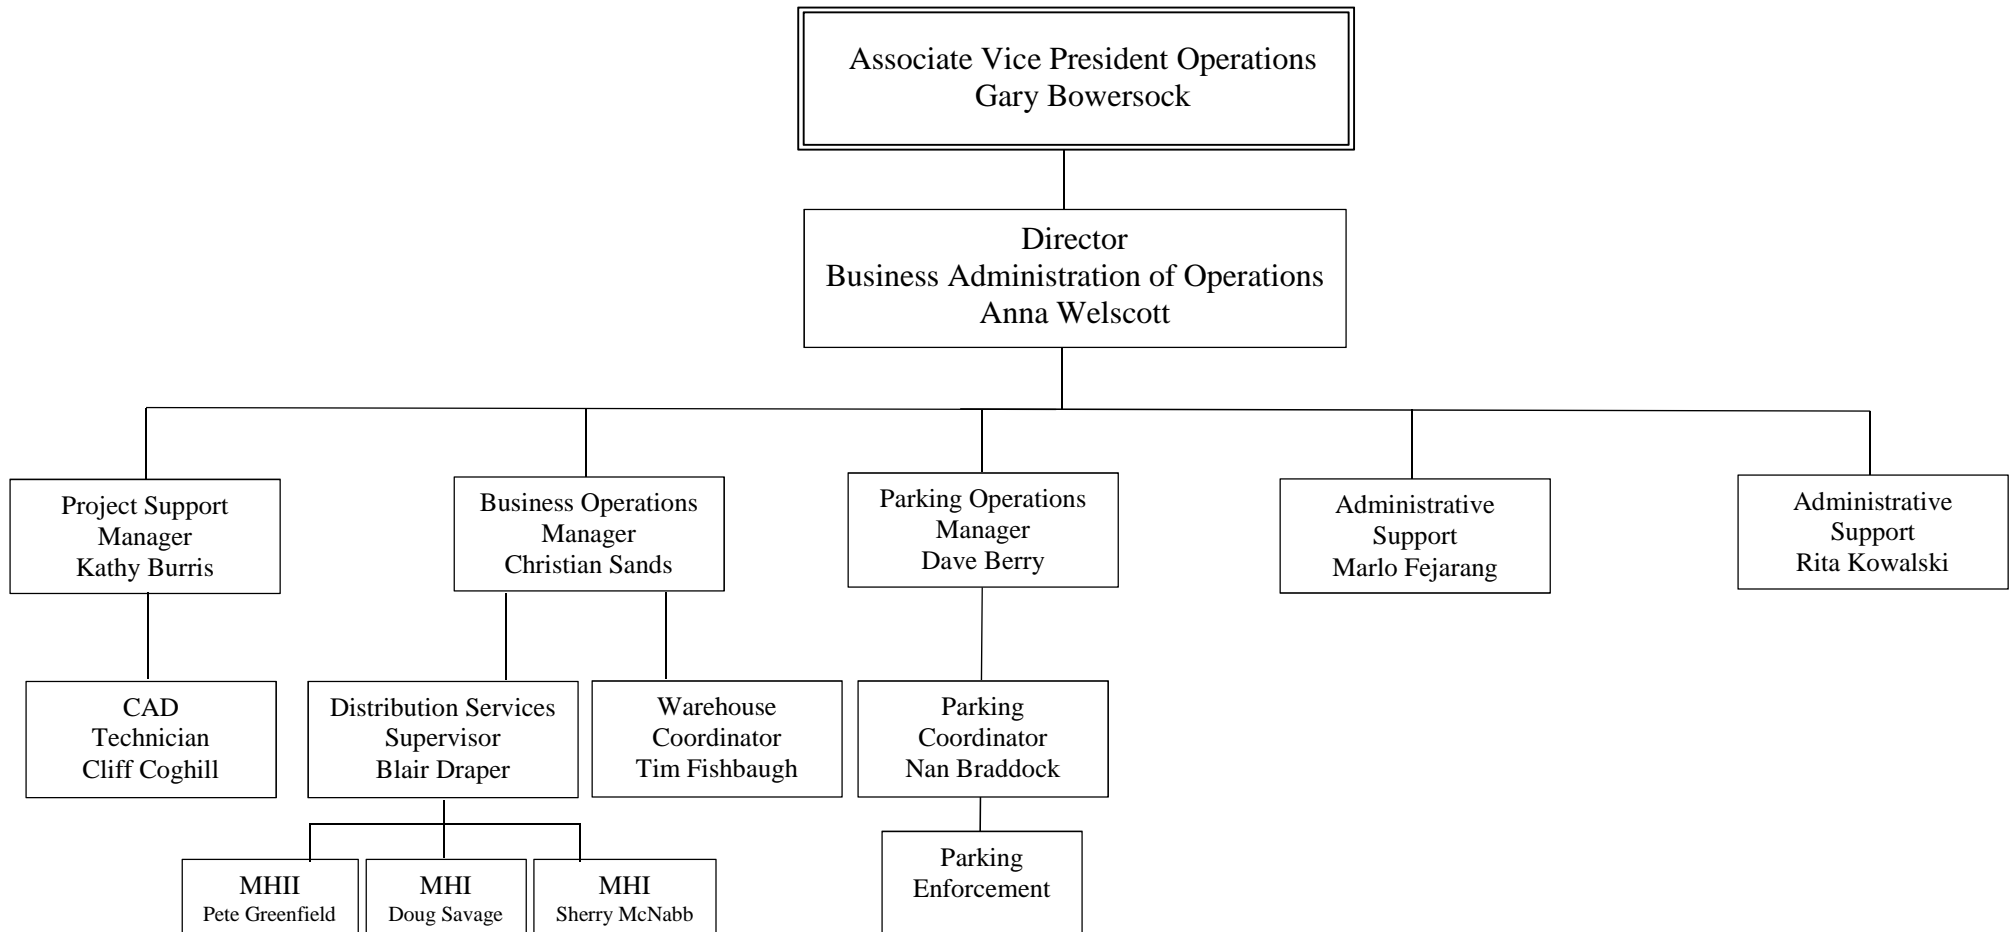 Associate Vice President Operations
Gary Bowersock
Director
Business Administration of Operations
Anna Welscott
Project Support
Manager
Kathy Burris
Business Operations
Manager
Christian Sands
Parking Operations
Manager
Dave Berry
Administrative
Support
Marlo Fejarang
Administrative
Support
Rita Kowalski
CAD
Technician
Cliff Coghill
Distribution Services
Supervisor
Blair Draper
Warehouse
Coordinator
Tim Fishbaugh
Parking
Coordinator
Nan Braddock
MHII
Pete Greenfield
MHI
Doug Savage
MHI
Sherry McNabb
Parking
Enforcement